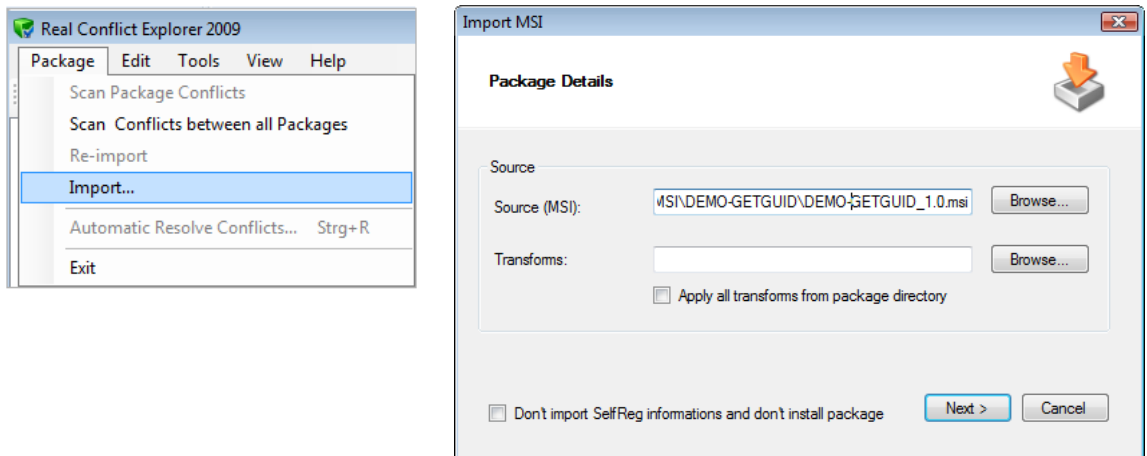 Real Conflict Explorer 2009
Package Edit Tools View Help
Scan Package Conflicts
Scan Conflicts between all Packages
Re-import
Import...
Automatic Resolve Conflicts... Strg+R
Exit
Import MSI
Package Details
Source
Source (MSI): MSI\DEMO-GETGUID\DEMO-GETGUID_1.0.msi Browse...
Transforms: Browse...
Apply all transforms from package directory
Don't import SelfReg informations and don't install package Next > Cancel